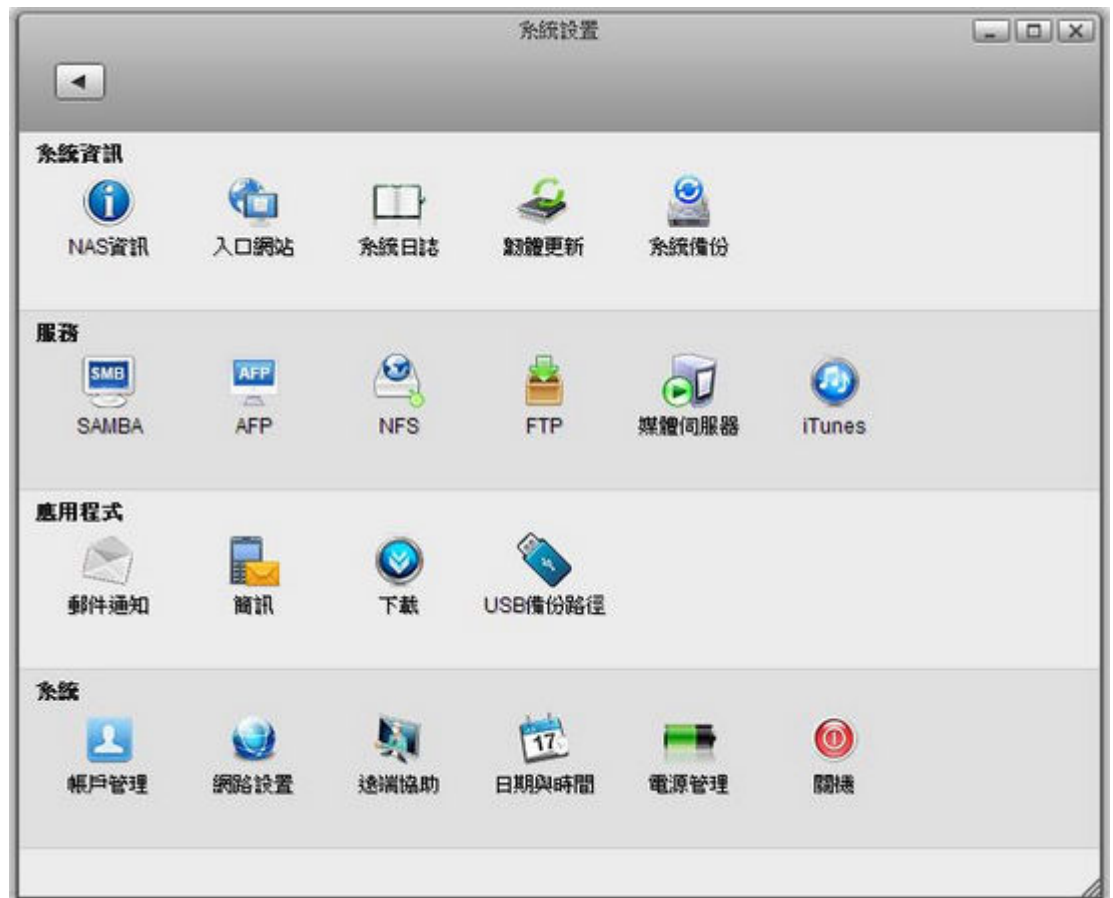 系統設置
系統資訊
NAS資訊 入口網站 系統日誌 韌體更新 系統備份
服務
SMB AFP
SAMBA AFP NFS FTP 媒體伺服器 iTunes
應用程式
郵件通知 簡訊 下載 USB備份路徑
系統
17
帳戶管理 網路設置 遠端協助 日期與時間 電源管理 關機